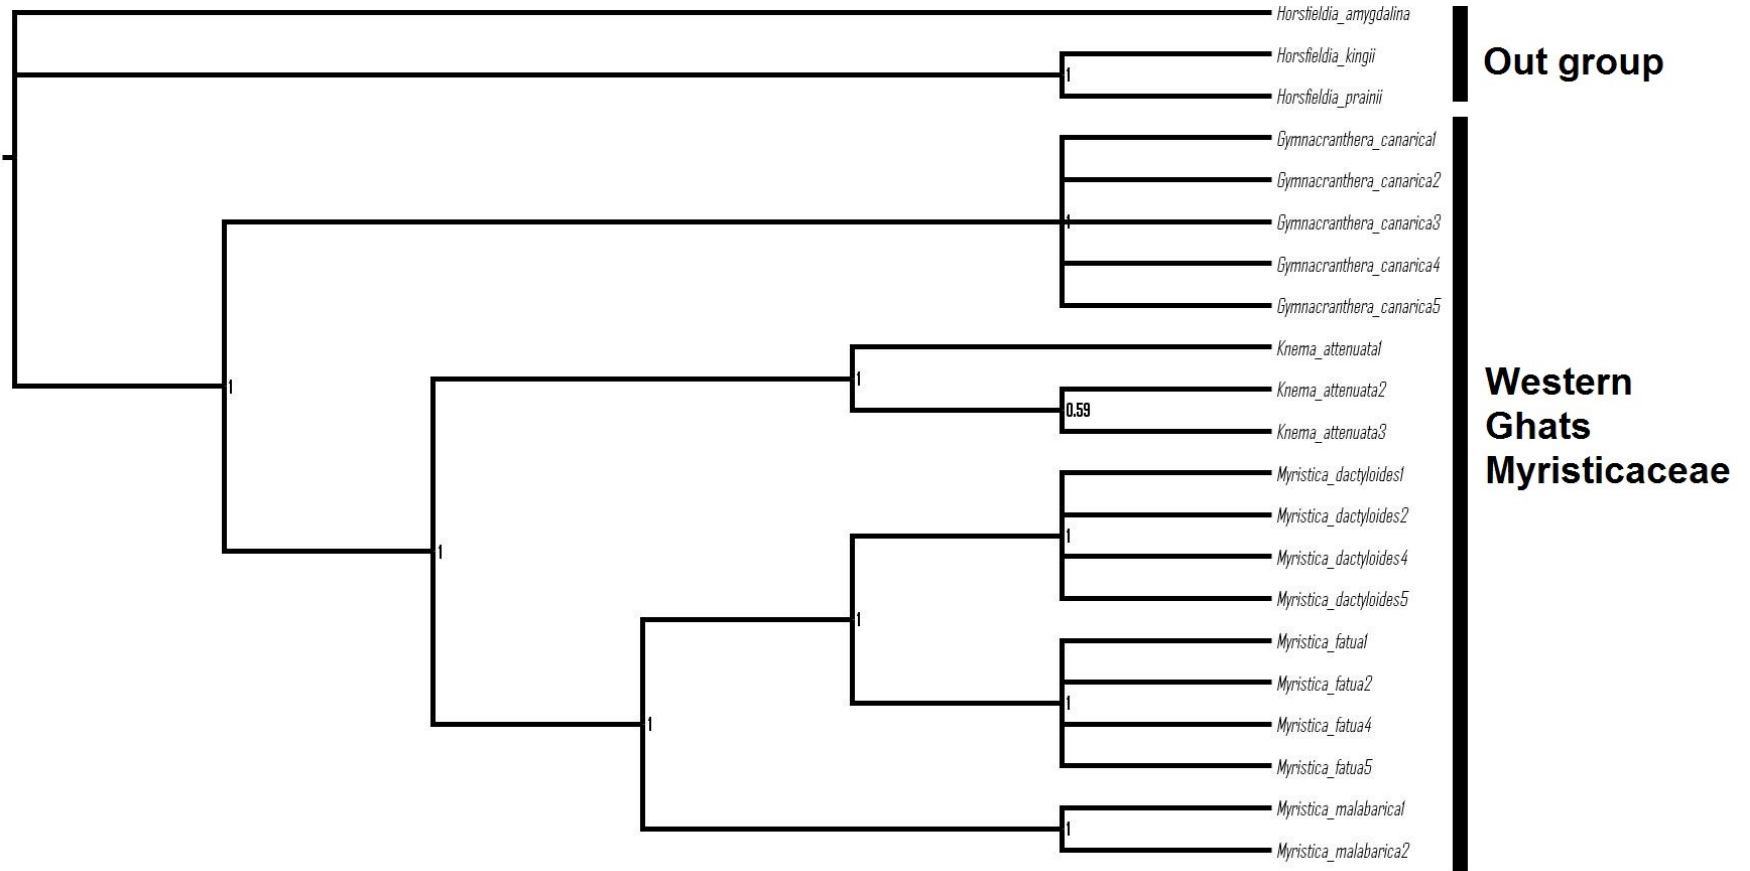 Horsfieldia_amygdalina
Horsfieldia_kingii
1
Horsfieldia_prainii
Out group
Gymnacranthera_canarica1
Gymnacranthera_canarica2
1
Gymnacranthera_canarica3
Gymnacranthera_canarica4
Gymnacranthera_canarica5
Knema_attenuata1
1
1
Knema_attenuata2
0.59
Knema_attenuata3
Western
Ghats
Myristicaceae
Myristica_dactyloides1
Myristica_dactyloides2
1
1
Myristica_dactyloides4
Myristica_dactyloides5
1
Myristica_fatua1
Myristica_fatua2
1
1
Myristica_fatua4
Myristica_fatua5
Myristica_malabarica1
1
Myristica_malabarica2